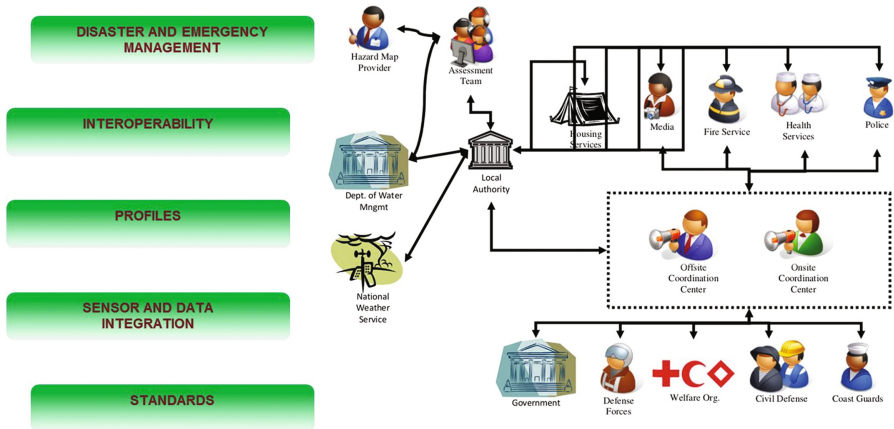 DISASTER AND EMERGENCY
MANAGEMENT
INTEROPERABILITY
PROFILES
SENSOR AND DATA
INTEGRATION
STANDARDS
Hazard Map
Provider
Assessment
Team
Dept. of Water
Mngmt
National
Weather
Service
Local
Authority
Housing
Services
Media
Fire Service
Health
Services
Police
Offsite
Coordination
Center
Onsite
Coordination
Center
Government
Defense
Forces
Welfare Org.
Civil Defense
Coast Guards